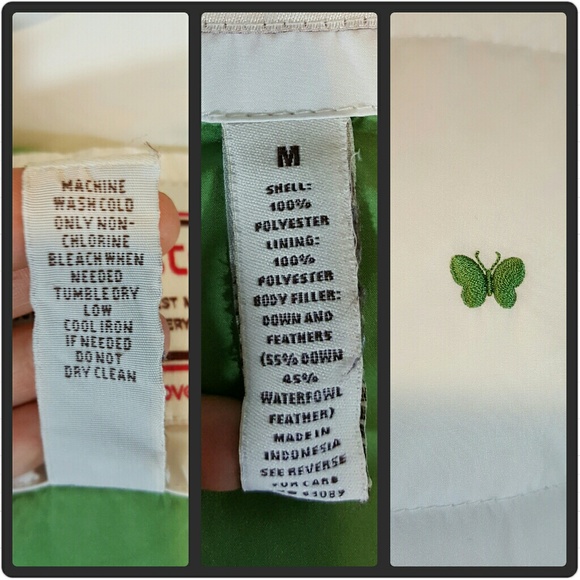 MACHINE
WASH COLD
ONLY NON-
CHLORINE
BLEACH WHEN
NEEDED
TUMBLE DRY
LOW
COOL IRON
IF NEEDED
DO NOT
DRY CLEAN
M
SHELL:
100%
POLYESTER
LINING:
100%
POLYESTER
BODY FILLER:
DOWN AND
FEATHERS
(55% DOWN
45%
WATERFOWL
FEATHER)
MADE IN
INDONESIA
SEE REVERSE
FOR CARE